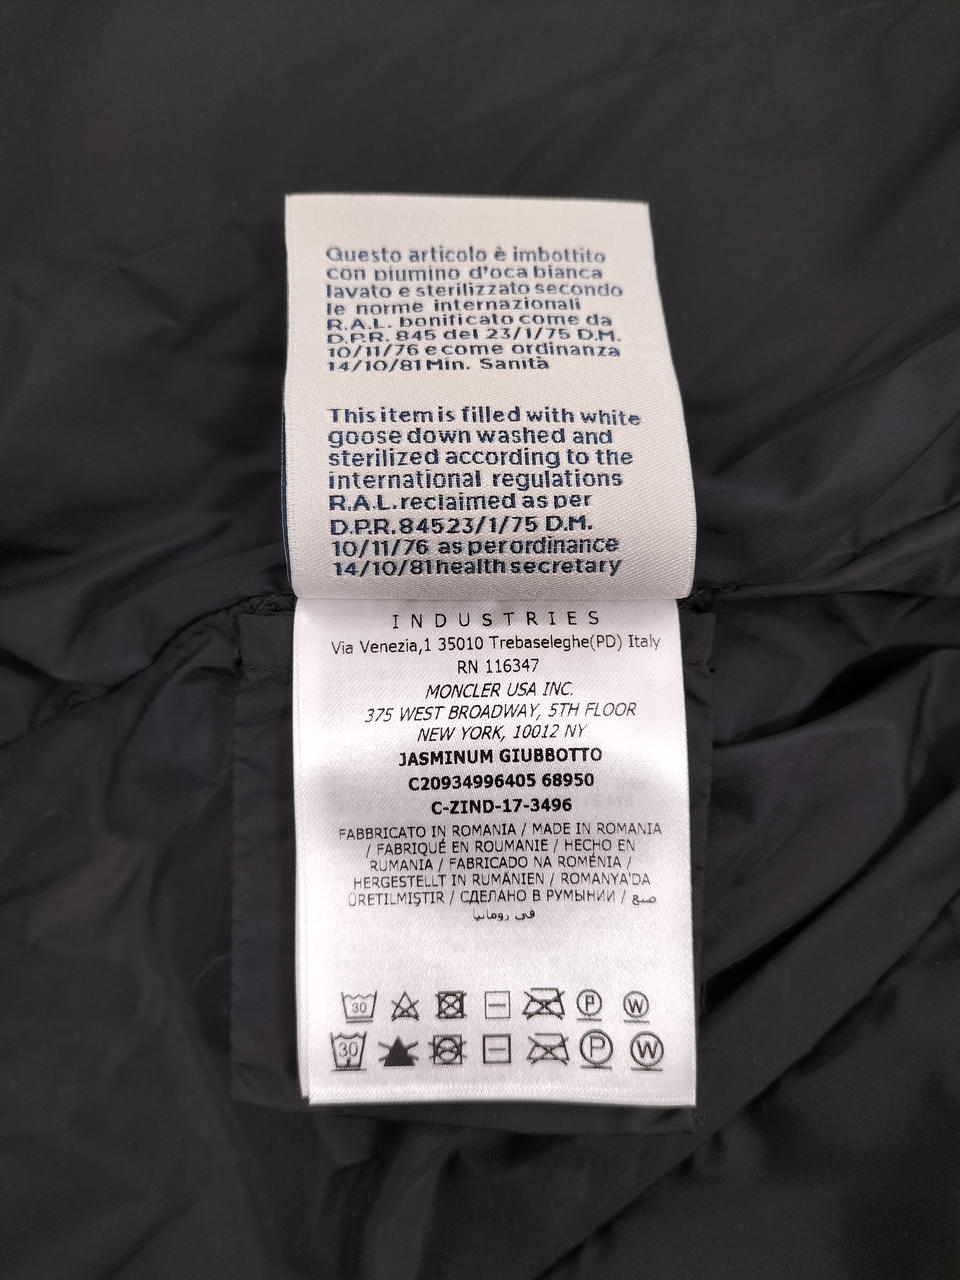 Questo articolo è imbottito
con piumino d'oca bianca
lavato e sterilizzato secondo
le norme internazionali
R.A.L. bonificato come da
D.P.R. 845 del 23/1/75 D.M.
10/11/76 e come ordinanza
14/10/81 Min. Sanità
This item is filled with white
goose down washed and
sterilized according to the
international regulations
R.A.L. reclaimed as per
D.P.R. 84523/1/75 D.M.
10/11/76 as per ordinance
14/10/81 health secretary
INDUSTRIES
Via Venezia,1 35010 Trebaseleghe(PD) Italy
RN 116347
MONCLER USA INC.
375 WEST BROADWAY, 5TH FLOOR
NEW YORK, 10012 NY
JASMINUM GIUBBOTTO
C20934996405 68950
C-ZIND-17-3496
FABBRICATO IN ROMANIA / MADE IN ROMANIA
/ FABRIQUÉ EN ROUMANIE / HECHO EN
RUMANIA / FABRICADO NA ROMÉNIA /
HERGESTELLT IN RUMÄNIEN / ROMANYA'DA
ÜRETILMIŞTIR / СДЕЛАНО В РУМЫНИИ / صنع
في رومانيا
30 P W
30 P W